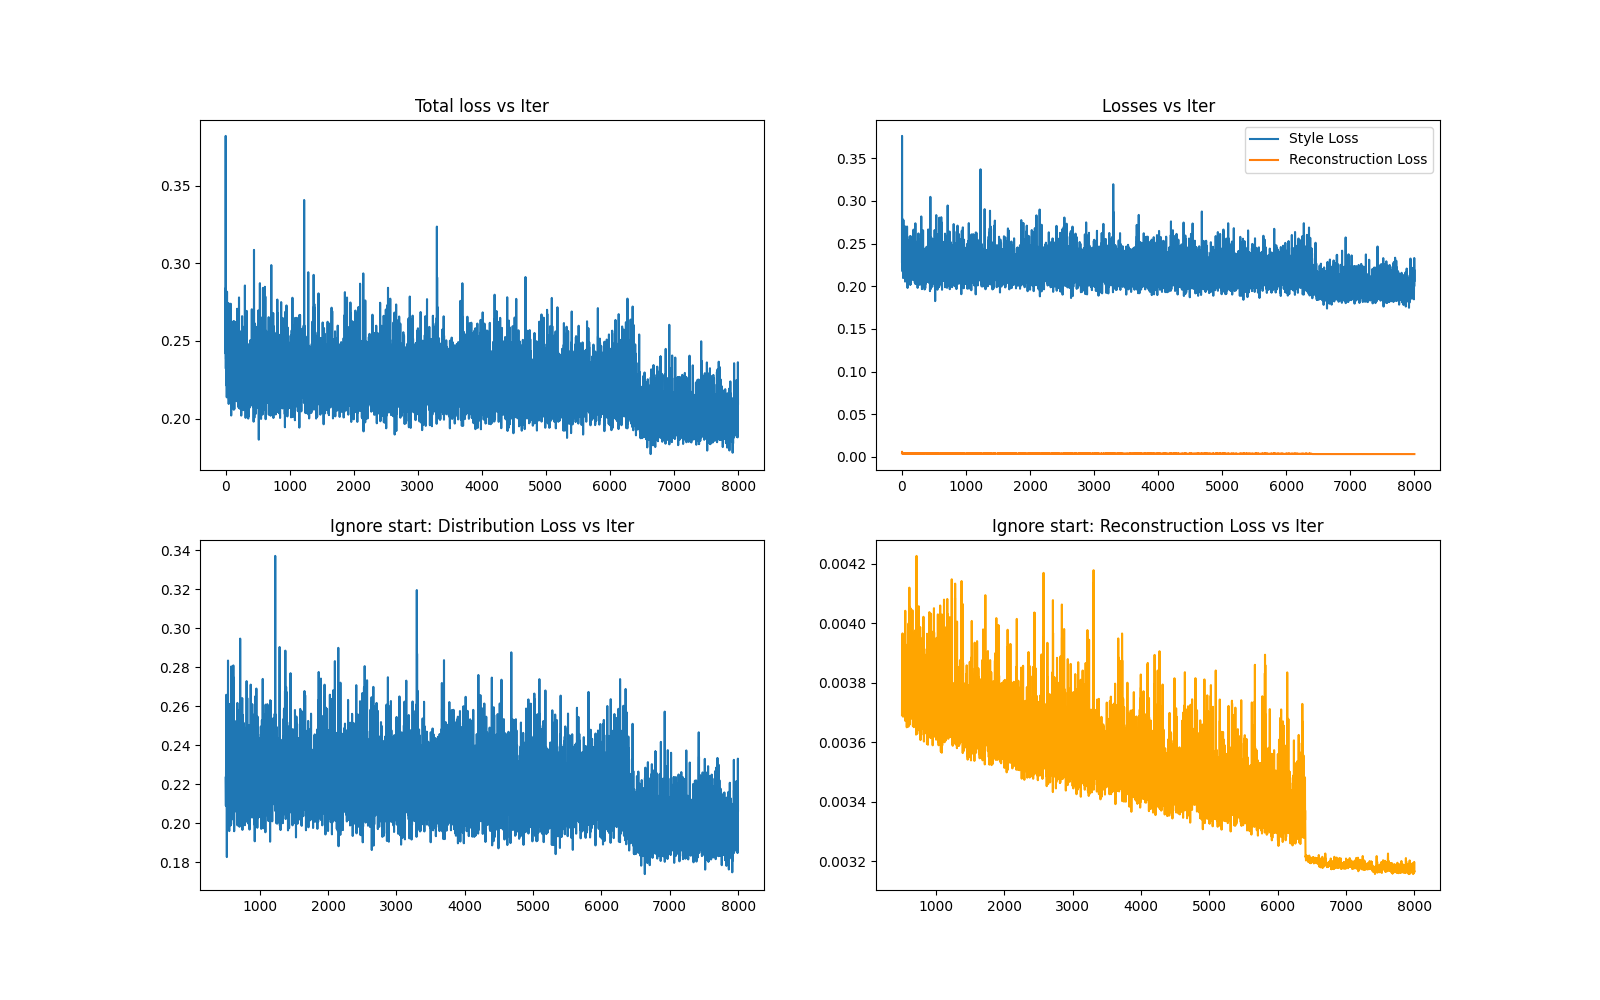 Total loss vs Iter
0.35
0.30
0.25
0.20
0 1000 2000 3000 4000 5000 6000 7000 8000
Losses vs Iter
Style Loss
Reconstruction Loss
0.35
0.30
0.25
0.20
0.15
0.10
0.05
0.00
0 1000 2000 3000 4000 5000 6000 7000 8000
Ignore start: Distribution Loss vs Iter
0.34
0.32
0.30
0.28
0.26
0.24
0.22
0.20
0.18
1000 2000 3000 4000 5000 6000 7000 8000
Ignore start: Reconstruction Loss vs Iter
0.0042
0.0040
0.0038
0.0036
0.0034
0.0032
1000 2000 3000 4000 5000 6000 7000 8000